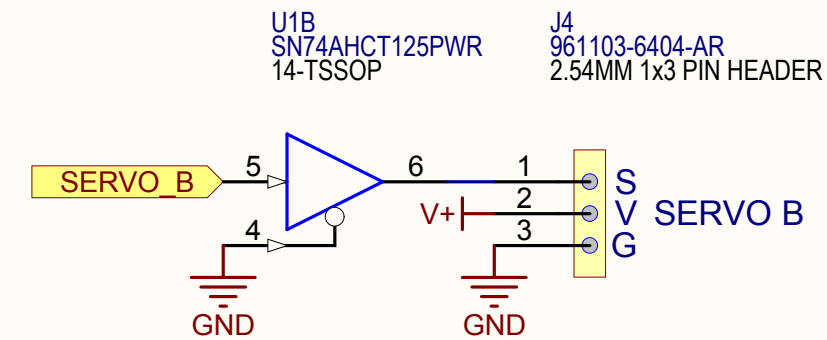 U1B
SN74AHCT125PWR
14-TSSOP
J4
961103-6404-AR
2.54MM 1x3 PIN HEADER
SERVO_B
5
6
4
GND
1
2
3
V+
GND
S
V
G
SERVO B